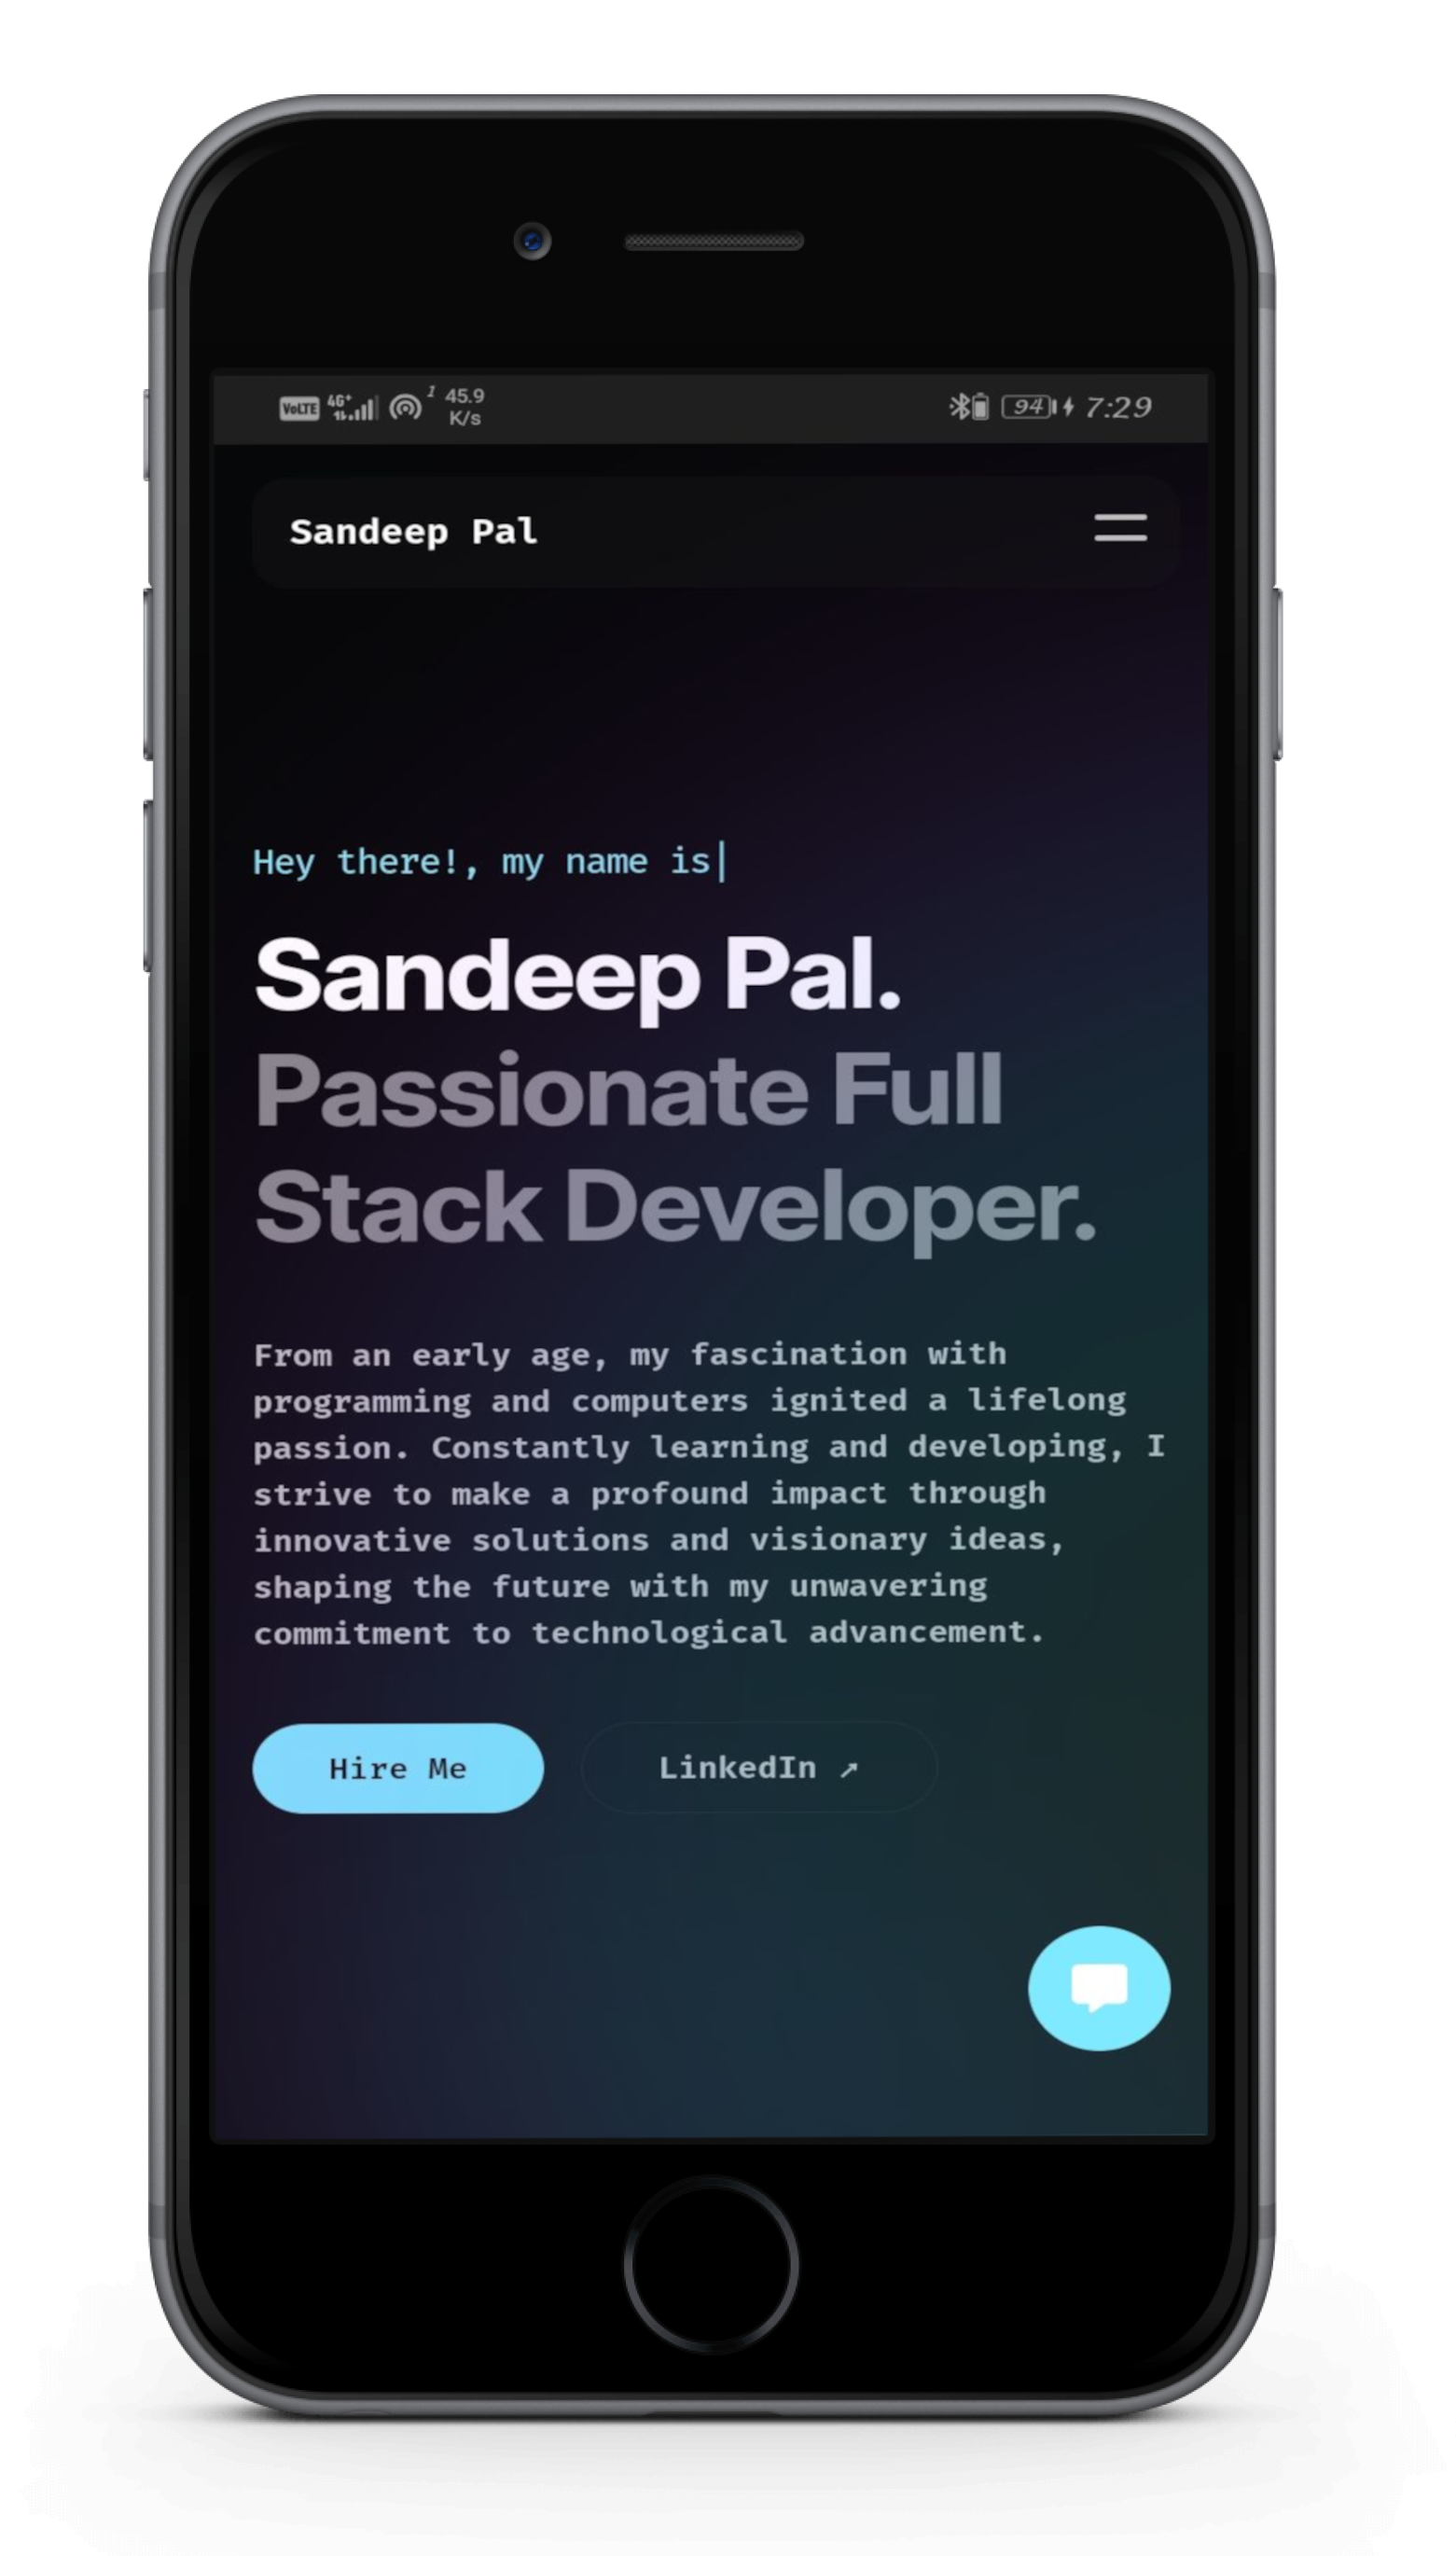 VoLTE 4G+ 1 45.9 K/s 94 7:29
Sandeep Pal
Hey there!, my name is|
Sandeep Pal.
Passionate Full
Stack Developer.
From an early age, my fascination with
programming and computers ignited a lifelong
passion. Constantly learning and developing, I
strive to make a profound impact through
innovative solutions and visionary ideas,
shaping the future with my unwavering
commitment to technological advancement.
Hire Me LinkedIn ↗